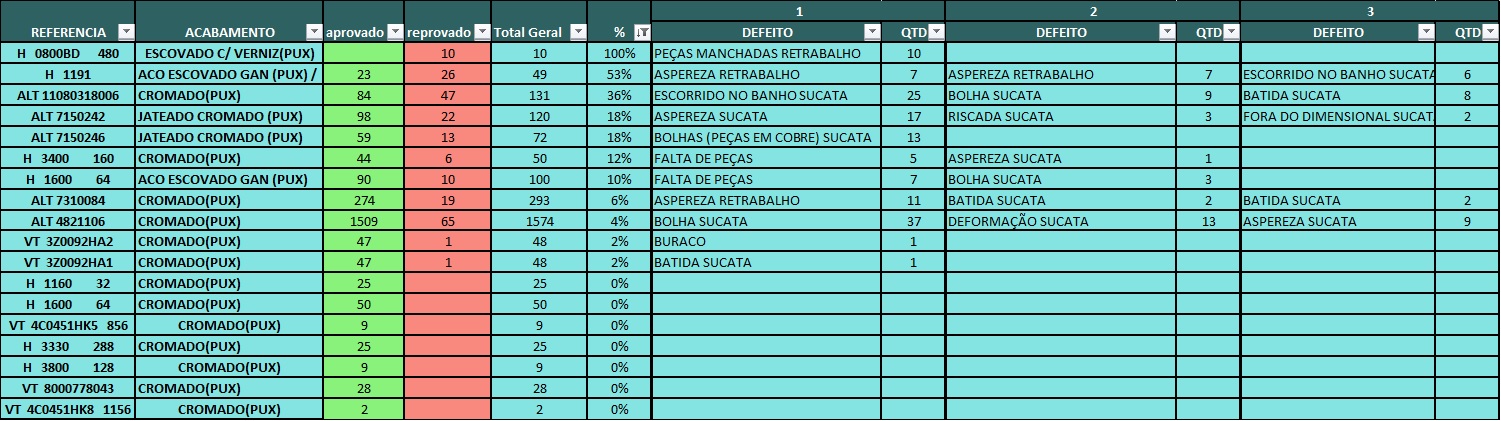 1 2 3
REFERENCIA ACABAMENTO aprovado reprovado Total Geral % DEFEITO QTD DEFEITO QTD DEFEITO QTD
H 0800BD 480 ESCOVADO C/ VERNIZ(PUX) 10 10 100% PEÇAS MANCHADAS RETRABALHO 10
H 1191 ACO ESCOVADO GAN (PUX) / 23 26 49 53% ASPEREZA RETRABALHO 7 ASPEREZA RETRABALHO 7 ESCORRIDO NO BANHO SUCATA 6
ALT 11080318006 CROMADO(PUX) 84 47 131 36% ESCORRIDO NO BANHO SUCATA 25 BOLHA SUCATA 9 BATIDA SUCATA 8
ALT 7150242 JATEADO CROMADO (PUX) 98 22 120 18% ASPEREZA SUCATA 17 RISCADA SUCATA 3 FORA DO DIMENSIONAL SUCAT 2
ALT 7150246 JATEADO CROMADO (PUX) 59 13 72 18% BOLHAS (PEÇAS EM COBRE) SUCATA 13
H 3400 160 CROMADO(PUX) 44 6 50 12% FALTA DE PEÇAS 5 ASPEREZA SUCATA 1
H 1600 64 ACO ESCOVADO GAN (PUX) 90 10 100 10% FALTA DE PEÇAS 7 BOLHA SUCATA 3
ALT 7310084 CROMADO(PUX) 274 19 293 6% ASPEREZA RETRABALHO 11 BATIDA SUCATA 2 BATIDA SUCATA 2
ALT 4821106 CROMADO(PUX) 1509 65 1574 4% BOLHA SUCATA 37 DEFORMAÇÃO SUCATA 13 ASPEREZA SUCATA 9
VT 3Z0092HA2 CROMADO(PUX) 47 1 48 2% BURACO 1
VT 3Z0092HA1 CROMADO(PUX) 47 1 48 2% BATIDA SUCATA 1
H 1160 32 CROMADO(PUX) 25 25 0%
H 1600 64 CROMADO(PUX) 50 50 0%
VT 4C0451HK5 856 CROMADO(PUX) 9 9 0%
H 3330 288 CROMADO(PUX) 25 25 0%
H 3800 128 CROMADO(PUX) 9 9 0%
VT 8000778043 CROMADO(PUX) 28 28 0%
VT 4C0451HK8 1156 CROMADO(PUX) 2 2 0%